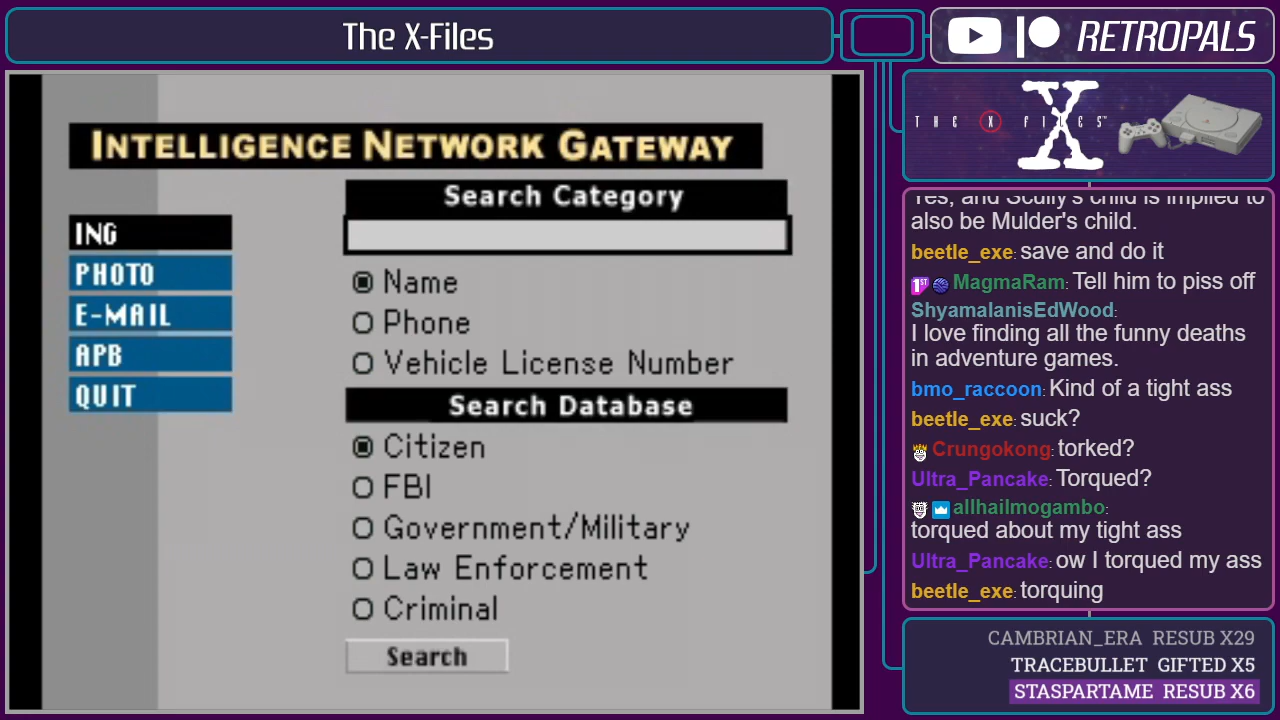 The X-Files
RETROPALS
INTELLIGENCE NETWORK GATEWAY
Search Category
ING
PHOTO
E-MAIL
APB
QUIT
Name
Phone
Vehicle License Number
Search Database
Citizen
FBI
Government/Military
Law Enforcement
Criminal
Search
THE X FILES™
Yes, and Scully's child is implied to
also be Mulder's child.
beetle_exe: save and do it
1ST MagmaRam: Tell him to piss off
ShyamalanisEdWood:
I love finding all the funny deaths
in adventure games.
bmo_raccoon: Kind of a tight ass
beetle_exe: suck?
Crungokong: torked?
Ultra_Pancake: Torqued?
allhailmogambo:
torqued about my tight ass
Ultra_Pancake: ow I torqued my ass
beetle_exe: torquing
CAMBRIAN_ERA RESUB X29
TRACEBULLET GIFTED X5
STASPARTAME RESUB X6